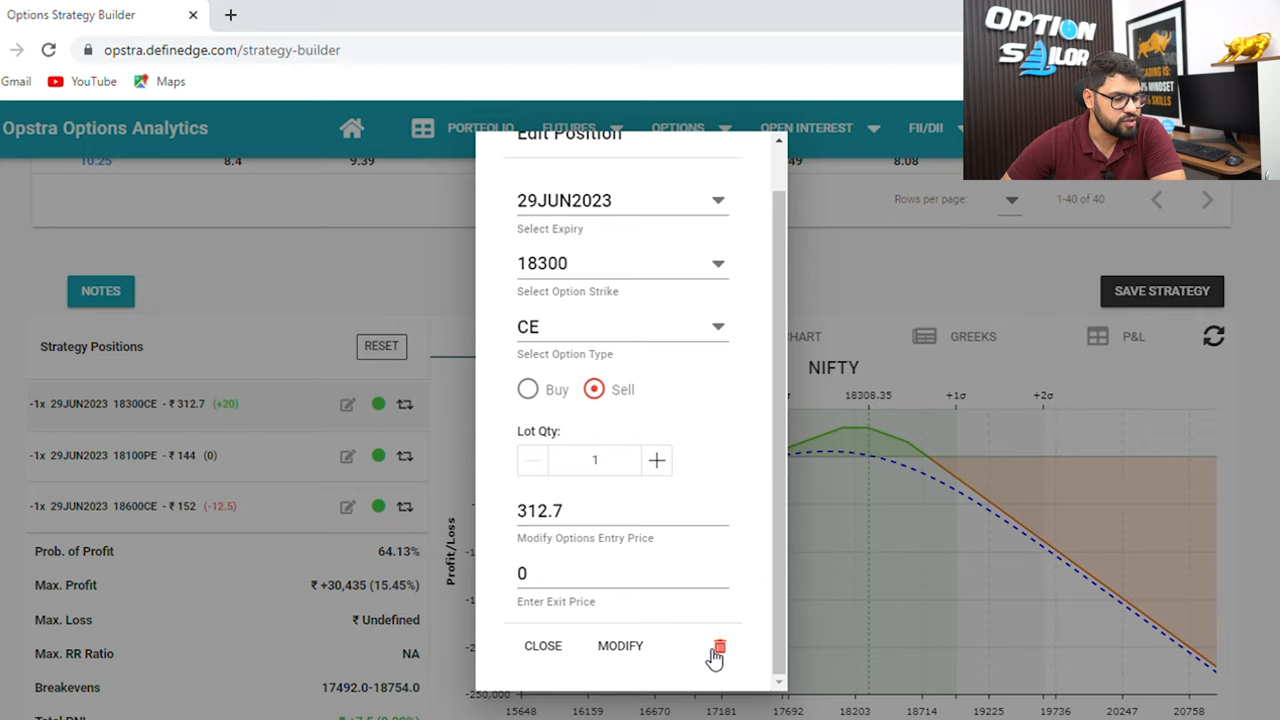 Options Strategy Builder
opstra.definedge.com/strategy-builder
Gmail YouTube Maps
OPTION
SAILOR
Opstra Options Analytics
PORTFOLIO FUTURES OPTIONS OPEN INTEREST FII/DII
Edit Position
10.25 8.4 9.39 49 8.08
Rows per page: 1-40 of 40
29JUN2023
Select Expiry
18300
Select Option Strike
NOTES
SAVE STRATEGY
CE
Select Option Type
Strategy Positions RESET
CHART GREEKS P&L
NIFTY
18308.35 +1σ +2σ
Buy Sell
-1x 29JUN2023 18300CE - ₹ 312.7 (+20)
-1x 29JUN2023 18100PE - ₹ 144 (0)
-1x 29JUN2023 18600CE - ₹ 152 (-12.5)
Lot Qty:
1
312.7
Modify Options Entry Price
0
Enter Exit Price
CLOSE MODIFY
Prob. of Profit 64.13%
Max. Profit ₹ +30,435 (15.45%)
Max. Loss ₹ Undefined
Max. RR Ratio NA
Breakevens 17492.0-18754.0
Profit/Loss
-250,000
15648 16159 16670 17181 17692 18203 18714 19225 19736 20247 20758